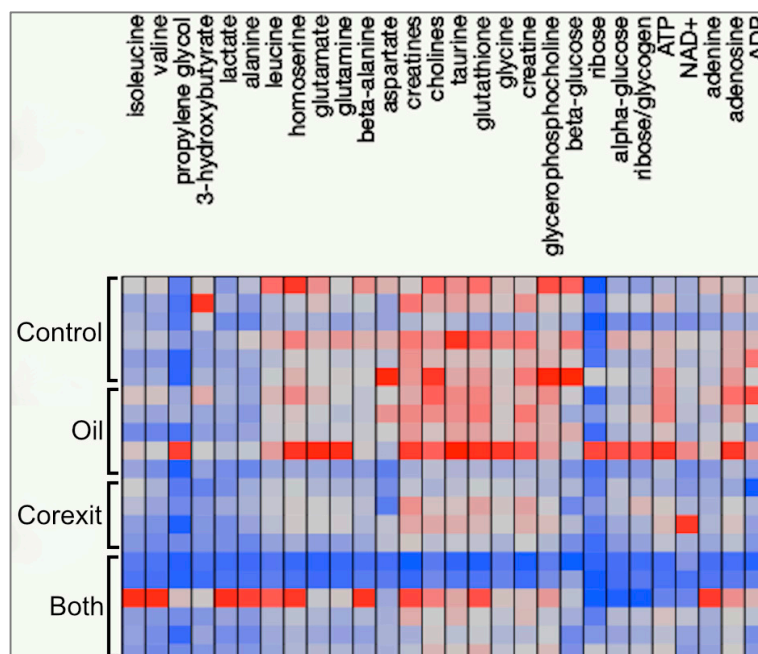 isoleucine
valine
propylene glycol
3-hydroxybutyrate
lactate
alanine
leucine
homoserine
glutamate
glutamine
beta-alanine
aspartate
creatines
cholines
taurine
glutathione
glycine
creatine
glycerophosphocholine
beta-glucose
ribose
alpha-glucose
ribose/glycogen
ATP
NAD+
adenine
adenosine
Control
Oil
Corexit
Both